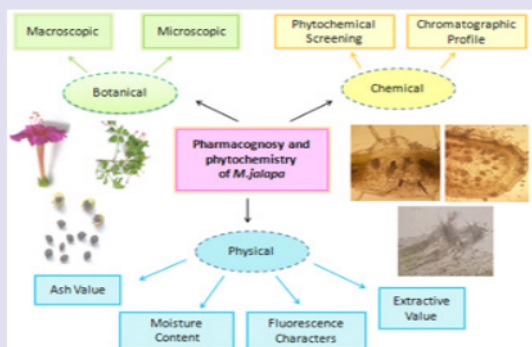 Macroscopic
Microscopic
Phytochemical
Screening
Chromatographic
Profile
Botanical
Chemical
Pharmacognosy and
phytochemistry
of M.jalapa
Physical
Ash Value
Moisture
Content
Fluorescence
Characters
Extractive
Value